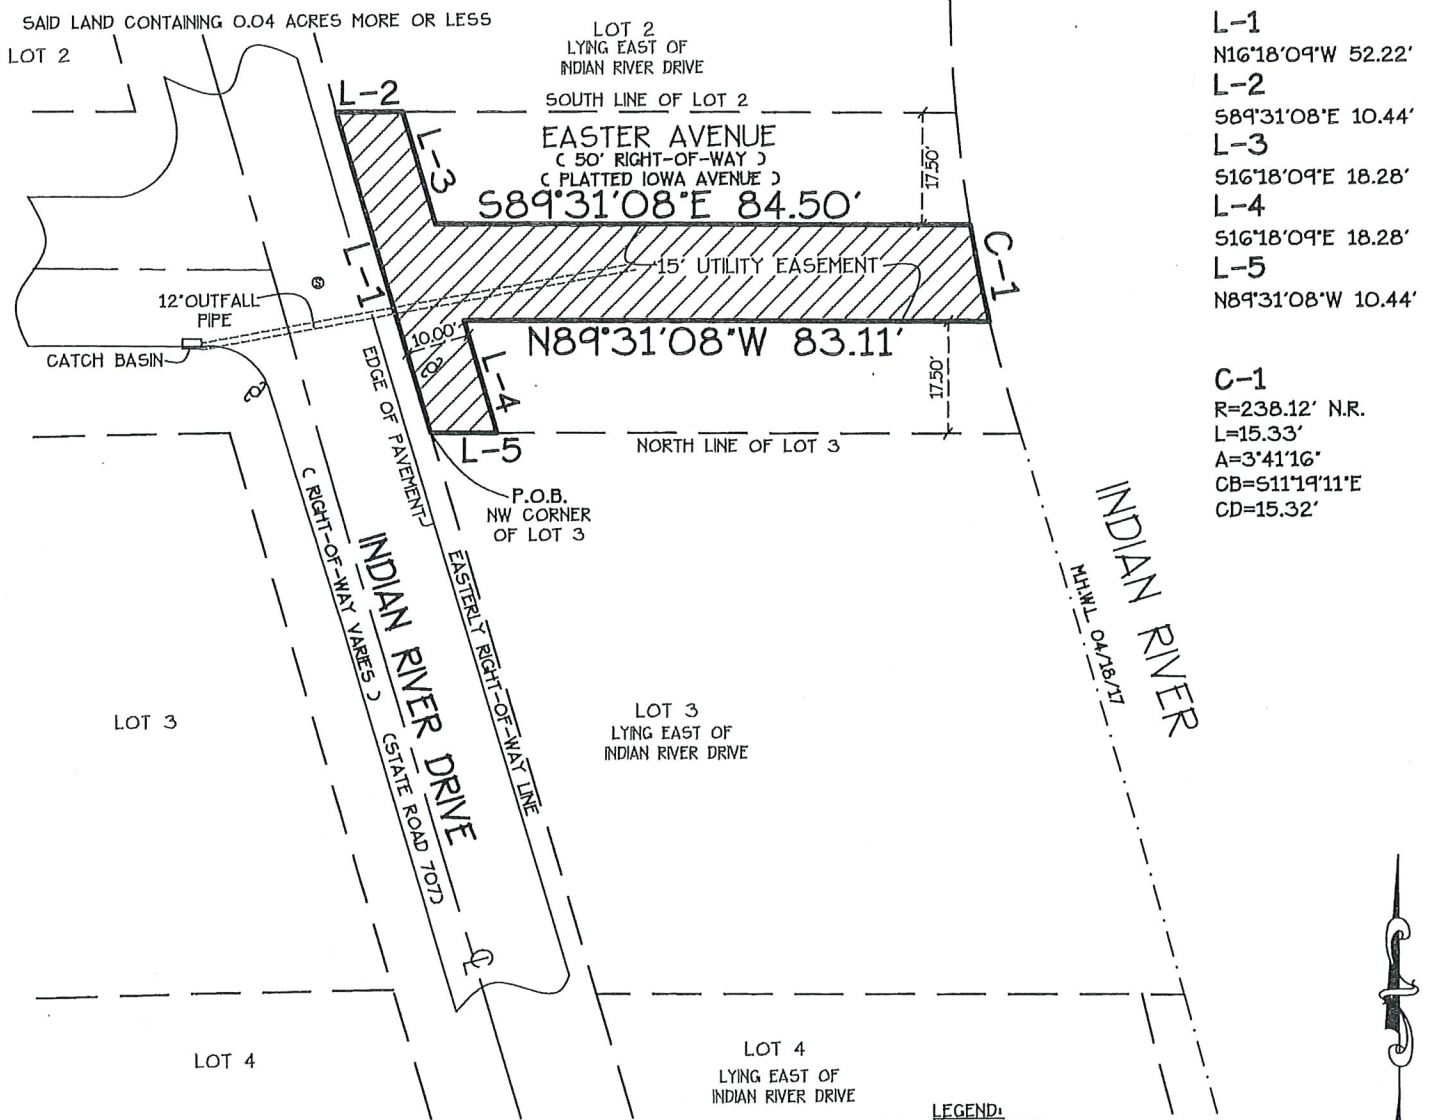 SAID LAND CONTAINING 0.04 ACRES MORE OR LESS
LOT 2
LOT 2
LYING EAST OF
INDIAN RIVER DRIVE
L-2
SOUTH LINE OF LOT 2
EASTER AVENUE
( 50' RIGHT-OF-WAY )
( PLATTED IOWA AVENUE )
L-3
17.50'
S89°31'08"E 84.50'
L-1
15' UTILITY EASEMENT
C-1
S
12"OUTFALL
PIPE
CATCH BASIN
10.00'
N89°31'08"W 83.11'
L-4
17.50'
EDGE OF PAVEMENT
L-5
NORTH LINE OF LOT 3
P.O.B.
NW CORNER
OF LOT 3
( RIGHT-OF-WAY VARIES )
INDIAN RIVER DRIVE
(STATE ROAD 707)
EASTERLY RIGHT-OF-WAY LINE
INDIAN RIVER
M.H.W.L. 04/18/17
LOT 3
LOT 3
LYING EAST OF
INDIAN RIVER DRIVE
LOT 4
LOT 4
LYING EAST OF
INDIAN RIVER DRIVE
LEGEND:
L-1
N16°18'09"W 52.22'
L-2
S89°31'08"E 10.44'
L-3
S16°18'09"E 18.28'
L-4
S16°18'09"E 18.28'
L-5
N89°31'08"W 10.44'
C-1
R=238.12' N.R.
L=15.33'
A=3°41'16"
CB=S11°19'11"E
CD=15.32'